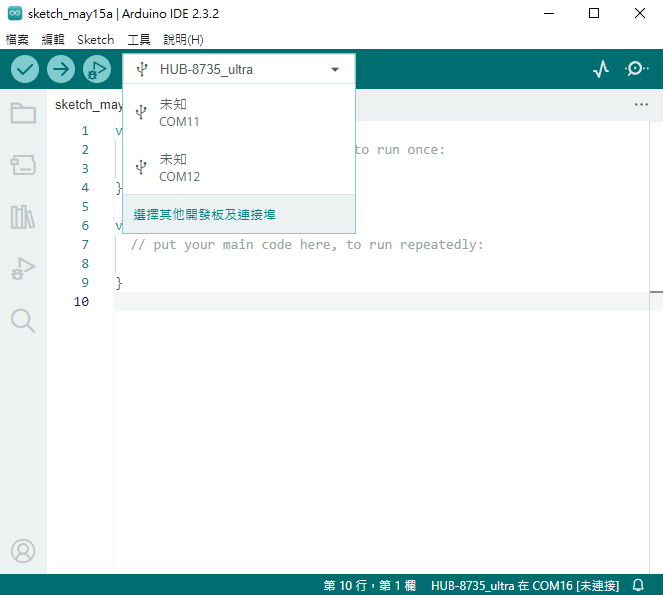 sketch_may15a | Arduino IDE 2.3.2
檔案 編輯 Sketch 工具 說明(H)
HUB-8735_ultra
未知
COM11
未知
COM12
選擇其他開發板及連接埠
sketch_may
1 v
2 to run once:
3
4 }
5
6 v
7 // put your main code here, to run repeatedly:
8
9 }
10
第 10 行，第 1 欄 HUB-8735_ultra 在 COM16 [未連接]